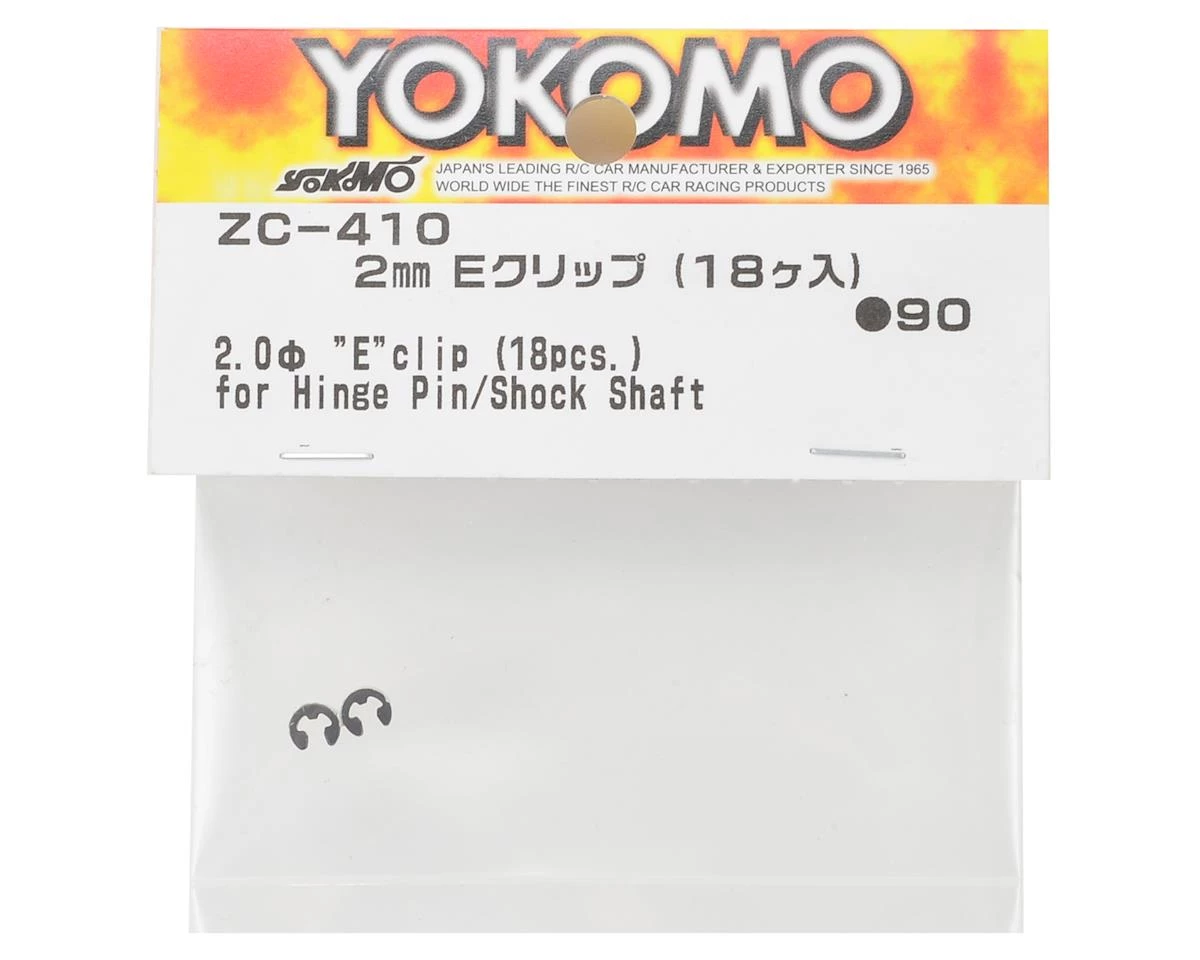 YOKOMO
YOKOMO JAPAN'S LEADING R/C CAR MANUFACTURER & EXPORTER SINCE 1965
WORLD WIDE THE FINEST R/C CAR RACING PRODUCTS
ZC-410
2mm Eクリップ (18ヶ入)
●90
2.0Φ "E"clip (18pcs.)
for Hinge Pin/Shock Shaft